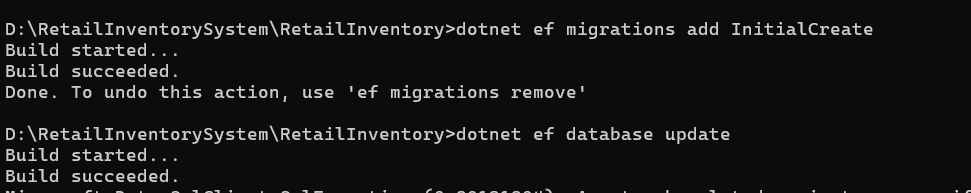 D:\RetailInventorySystem\RetailInventory>dotnet ef migrations add InitialCreate
Build started...
Build succeeded.
Done. To undo this action, use 'ef migrations remove'
D:\RetailInventorySystem\RetailInventory>dotnet ef database update
Build started...
Build succeeded.